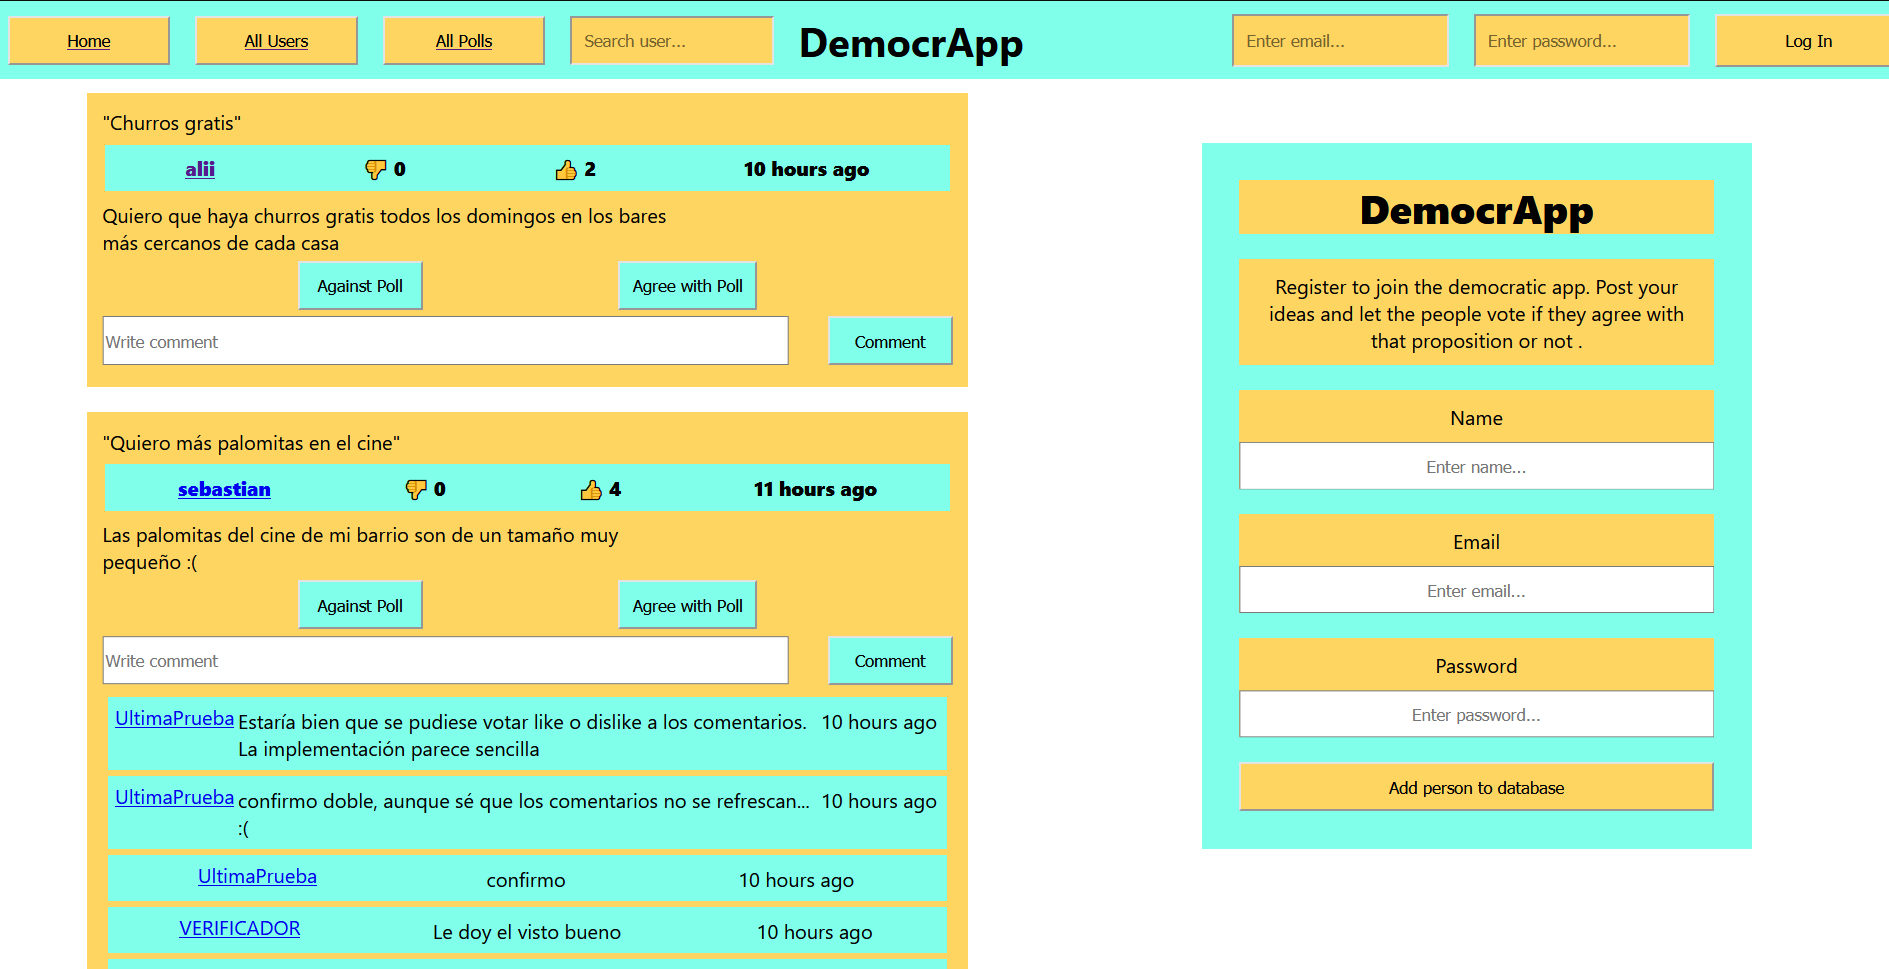 Home
All Users
All Polls
Search user...
DemocrApp
Enter email...
Enter password...
Log In
"Churros gratis"
alii
0
2
10 hours ago
Quiero que haya churros gratis todos los domingos en los bares
más cercanos de cada casa
Against Poll
Agree with Poll
Write comment
Comment
"Quiero más palomitas en el cine"
sebastian
0
4
11 hours ago
Las palomitas del cine de mi barrio son de un tamaño muy
pequeño :(
Against Poll
Agree with Poll
Write comment
Comment
UltimaPrueba
Estaría bien que se pudiese votar like o dislike a los comentarios.
La implementación parece sencilla
10 hours ago
UltimaPrueba
confirmo doble, aunque sé que los comentarios no se refrescan...
:(
10 hours ago
UltimaPrueba
confirmo
10 hours ago
VERIFICADOR
Le doy el visto bueno
10 hours ago
DemocrApp
Register to join the democratic app. Post your
ideas and let the people vote if they agree with
that proposition or not .
Name
Enter name...
Email
Enter email...
Password
Enter password...
Add person to database